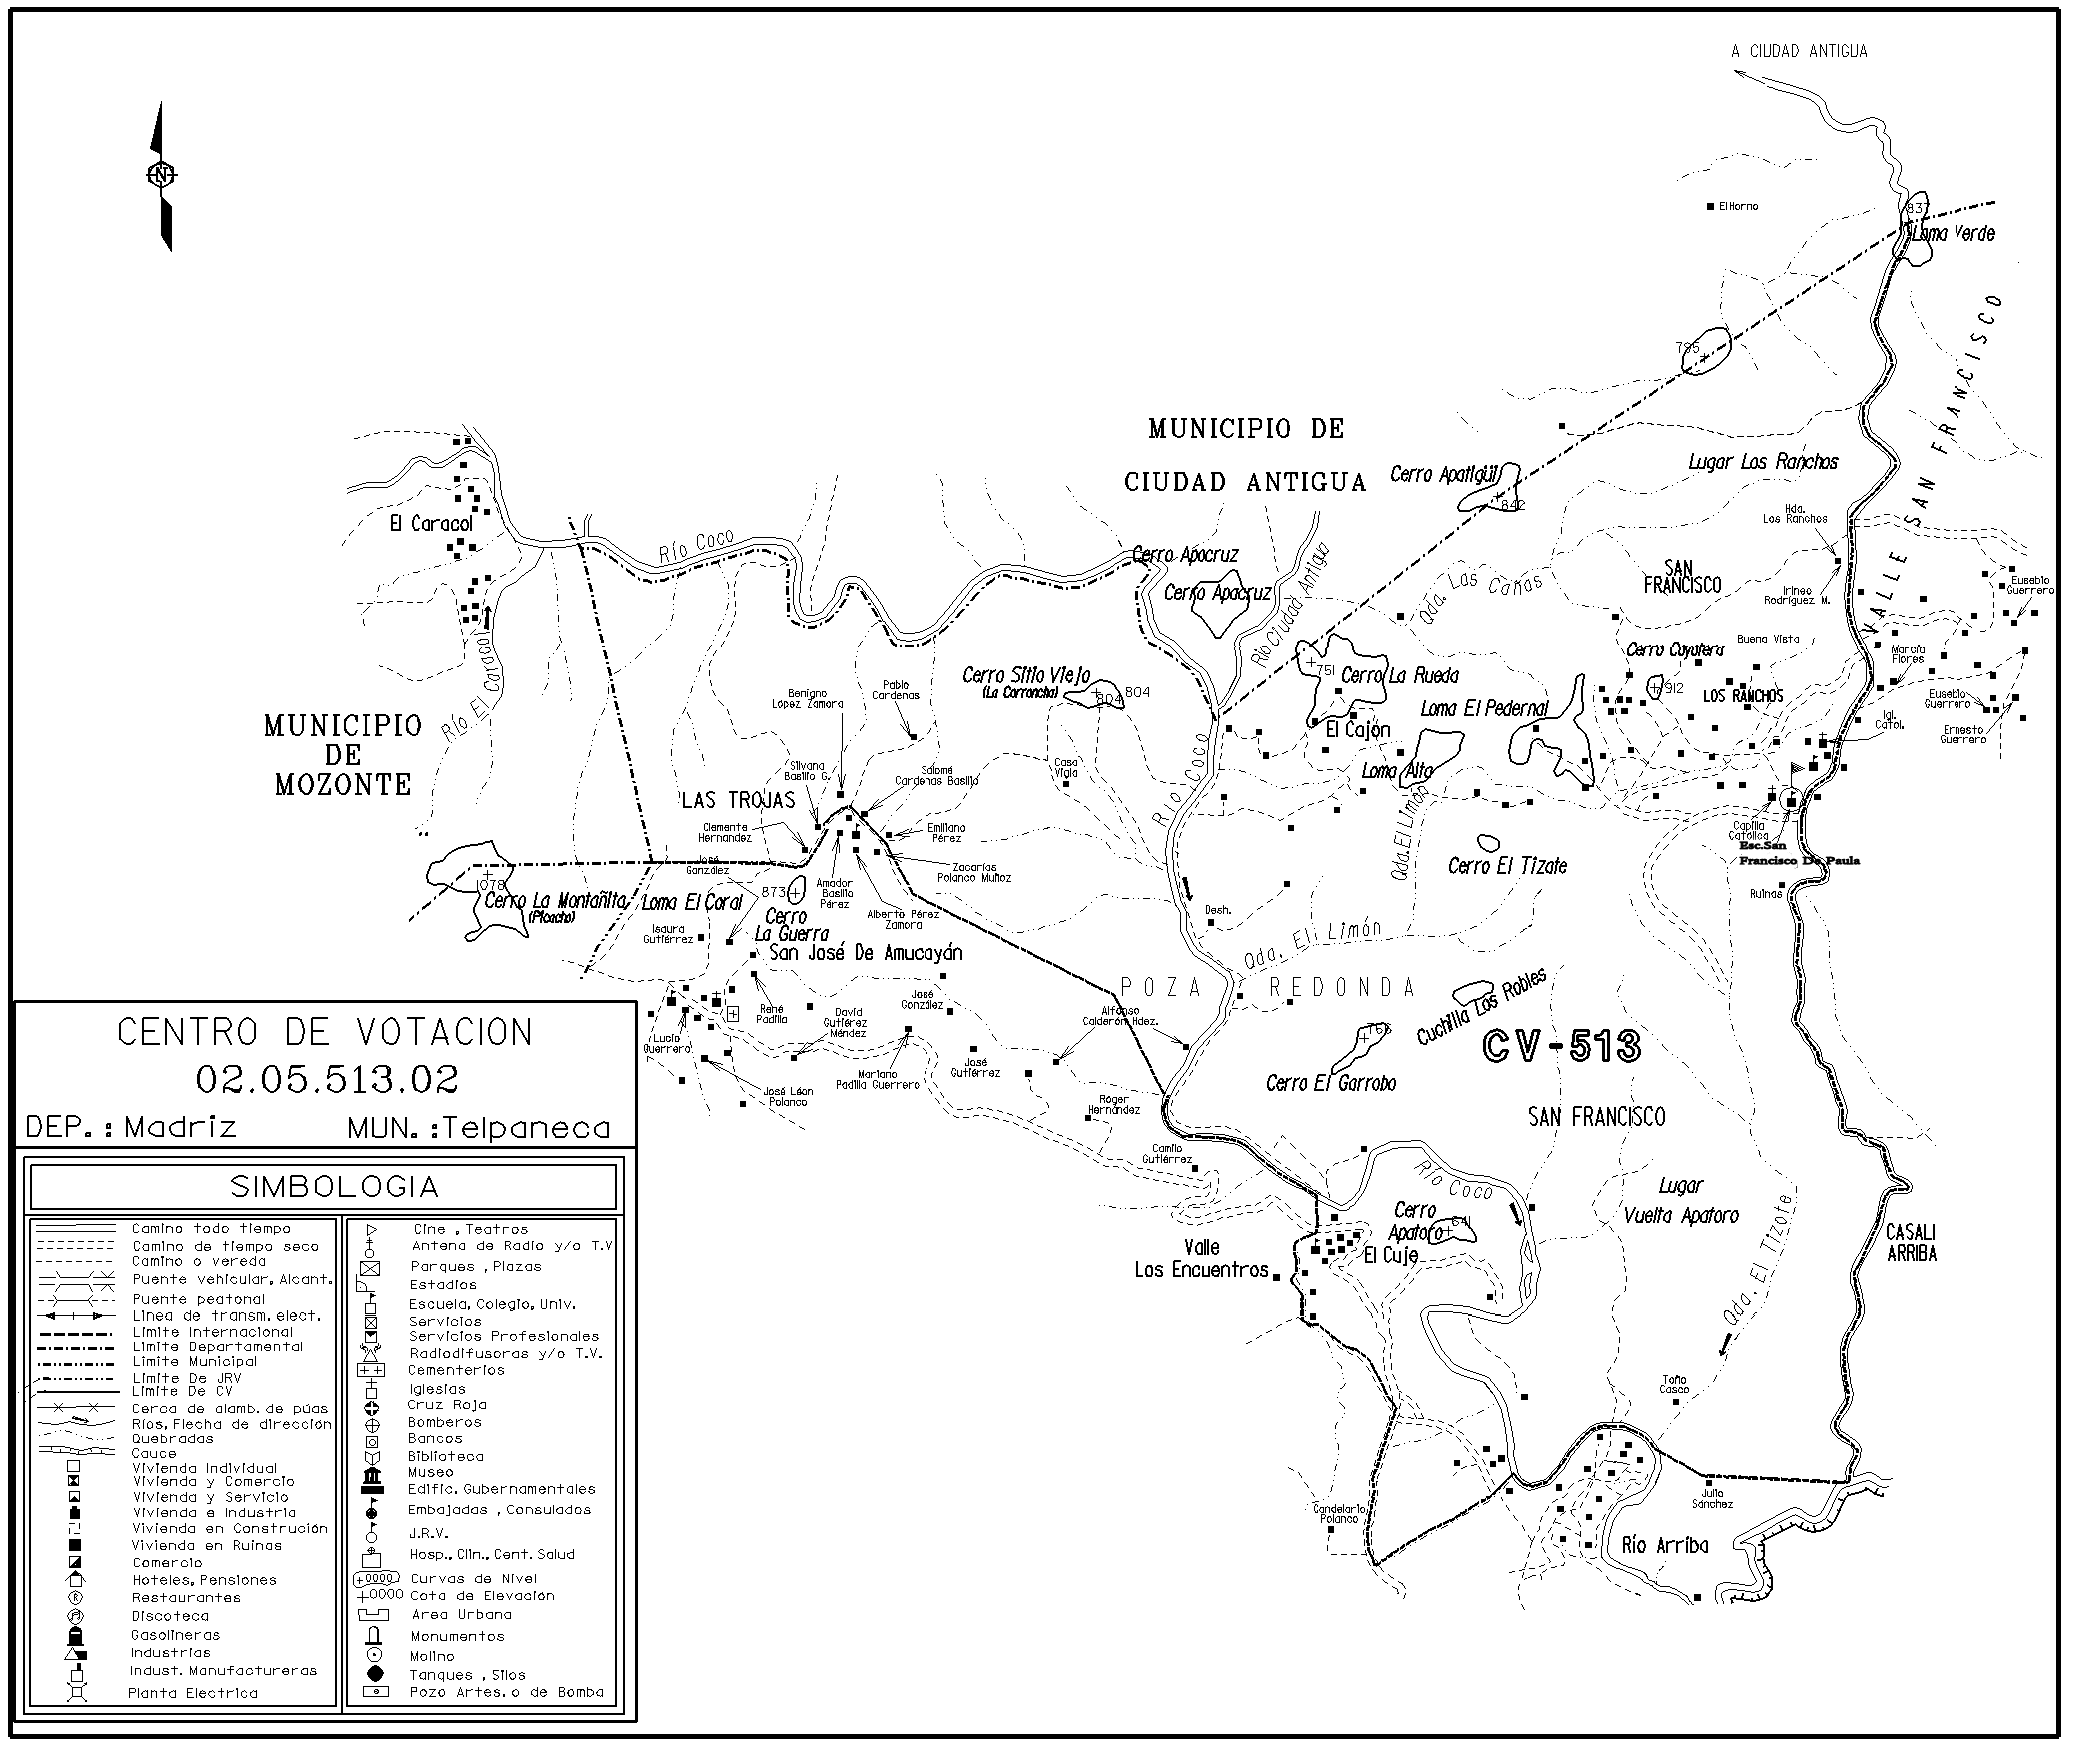 A CIUDAD ANTIGUA
N
El Horno
837
Loma Verde
795
VALLE SAN FRANCISCO
MUNICIPIO DE
CIUDAD ANTIGUA
Cerro Apatigüil
842
Lugar Los Ranchos
Hda.
Los Ranchos
El Caracol
Río Coco
Cerro Apacruz
Cerro Apacruz
Río Ciudad Antigua
Qda. Las Cañas
SAN
FRANCISCO
Irineo
Rodríguez M.
Eusebio
Guerrero
Río El Caracol
Cerro Sitio Viejo
(La Carroncha)
804
804
751
Cerro La Rueda
Cerro Cuyotera
912
Buena Vista
Marcia
Flores
LOS RANCHOS
Eusebio
Guerrero
Loma El Pedernal
Igl.
Catol.
Ernesto
Guerrero
El Cajón
MUNICIPIO
DE
MOZONTE
Benigno
López Zamora
Pablo
Cardenas
Silvana
Basilio G.
Salomé
Cardenas Basilio
Casa
Vigia
Río Coco
Loma Alta
LAS TROJAS
Clemente
Hernandez
Emiliano
Pérez
Zacarías
Polanco Muñoz
Qda. El Limón
Cerro El Tizate
Capilla
Católica
Esc.San
Francisco De Paula
Ruinas
1078
Cerro La Montañita
(Picacho)
José
González
Loma El Coral
873
Amador
Basilio
Pérez
Alberto Pérez
Zamora
Cerro
La Guerra
Isaura
Gutiérrez
San José De Amucayán
Desh.
Qda. El Limón
POZA REDONDA
Cuchilla Los Robles
CV-513
768
Cerro El Garrobo
SAN FRANCISCO
René
Padilla
David
Gutiérrez
Méndez
José
González
Alfonso
Calderón Hdez.
Lucio
Guerrero
José Léon
Polanco
Mariano
Padilla Guerrero
José
Gutiérrez
Róger
Hernández
Camilo
Gutiérrez
Río Coco
Cerro
Apatoro
641
Lugar
Vuelta Apatoro
Qda. El Tizote
CASALI
ARRIBA
Valle
Los Encuentros
El Cuje
Toño
Casco
Julio
Sánchez
Candelario
Polanco
Río Arriba
CENTRO DE VOTACION
02.05.513.02
DEP.: Madriz MUN.:Telpaneca
SIMBOLOGIA
Camino todo tiempo
Camino de tiempo seco
Camino o vereda
Puente vehicular, Alcant.
Puente peatonal
Linea de transm. elect.
Limite Internacional
Limite Departamental
Limite Municipal
Limite De JRV
Limite De CV
Cerca de alamb. de púas
Ríos, Flecha de dirección
Quebradas
Cauce
Vivienda Individual
Vivienda y Comercio
Vivienda y Servicio
Vivienda e Industria
Vivienda en Construción
Vivienda en Ruinas
Comercio
Hoteles, Pensiones
R Restaurantes
Discoteca
Gasolineras
Industrias
Indust. Manufactureras
Planta Electrica
Cine , Teatros
Antena de Radio y/o T.V
Parques , Plazas
Estadios
Escuela, Colegio, Univ.
Servicios
Servicios Profesionales
Radiodifusoras y/o T.V.
Cementerios
Iglesias
Cruz Roja
Bomberos
Bancos
Biblioteca
Museo
Edific. Gubernamentales
Embajadas , Consulados
J.R.V.
Hosp., Clin., Cent. Salud
+0000 Curvas de Nivel
+0000 Cota de Elevación
Area Urbana
Monumentos
Molino
Tanques , Silos
Pozo Artes. o de Bomba